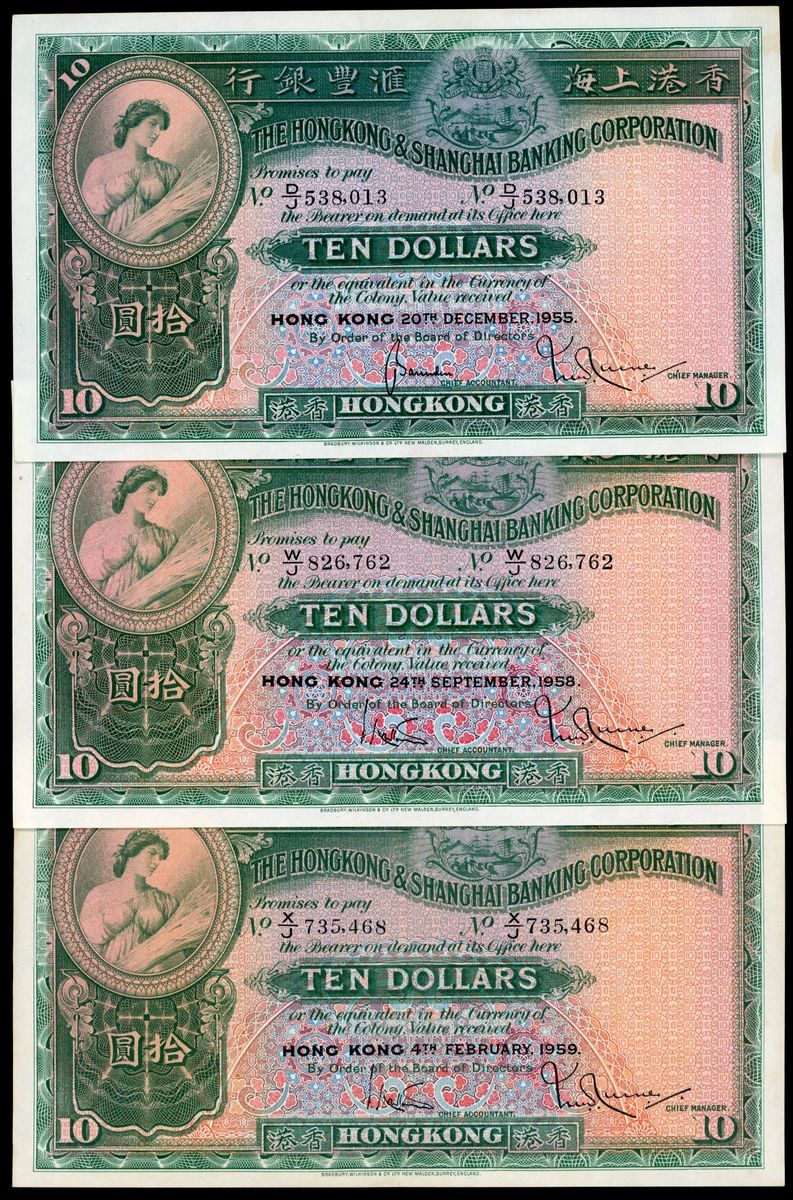 10
行銀豐滙 海上港香
THE HONGKONG & SHANGHAI BANKING CORPORATION
Promises to pay
No. D/J 538,013 No. D/J 538,013
the Bearer on demand at its Office here
TEN DOLLARS
or the equivalent in the Currency of
the Colony, Value received.
圓拾
HONG KONG 20TH DECEMBER, 1955.
By Order of the Board of Directors
CHIEF ACCOUNTANT. CHIEF MANAGER.
10 港香 HONGKONG 港香 10
BRADBURY, WILKINSON & CO LTD NEW MALDEN, SURREY, ENGLAND.
THE HONGKONG & SHANGHAI BANKING CORPORATION
Promises to pay
No. W/J 826,762 No. W/J 826,762
the Bearer on demand at its Office here
TEN DOLLARS
or the equivalent in the Currency of
the Colony, Value received.
圓拾
HONG KONG 24TH SEPTEMBER, 1958.
By Order of the Board of Directors
CHIEF ACCOUNTANT. CHIEF MANAGER.
10 港香 HONGKONG 港香 10
BRADBURY, WILKINSON & CO LTD NEW MALDEN, SURREY, ENGLAND.
THE HONGKONG & SHANGHAI BANKING CORPORATION
Promises to pay
No. X/J 735,468 No. X/J 735,468
the Bearer on demand at its Office here
TEN DOLLARS
or the equivalent in the Currency of
the Colony, Value received.
圓拾
HONG KONG 4TH FEBRUARY, 1959.
By Order of the Board of Directors
CHIEF ACCOUNTANT. CHIEF MANAGER.
10 港香 HONGKONG 港香 10
BRADBURY, WILKINSON & CO LTD NEW MALDEN, SURREY, ENGLAND.